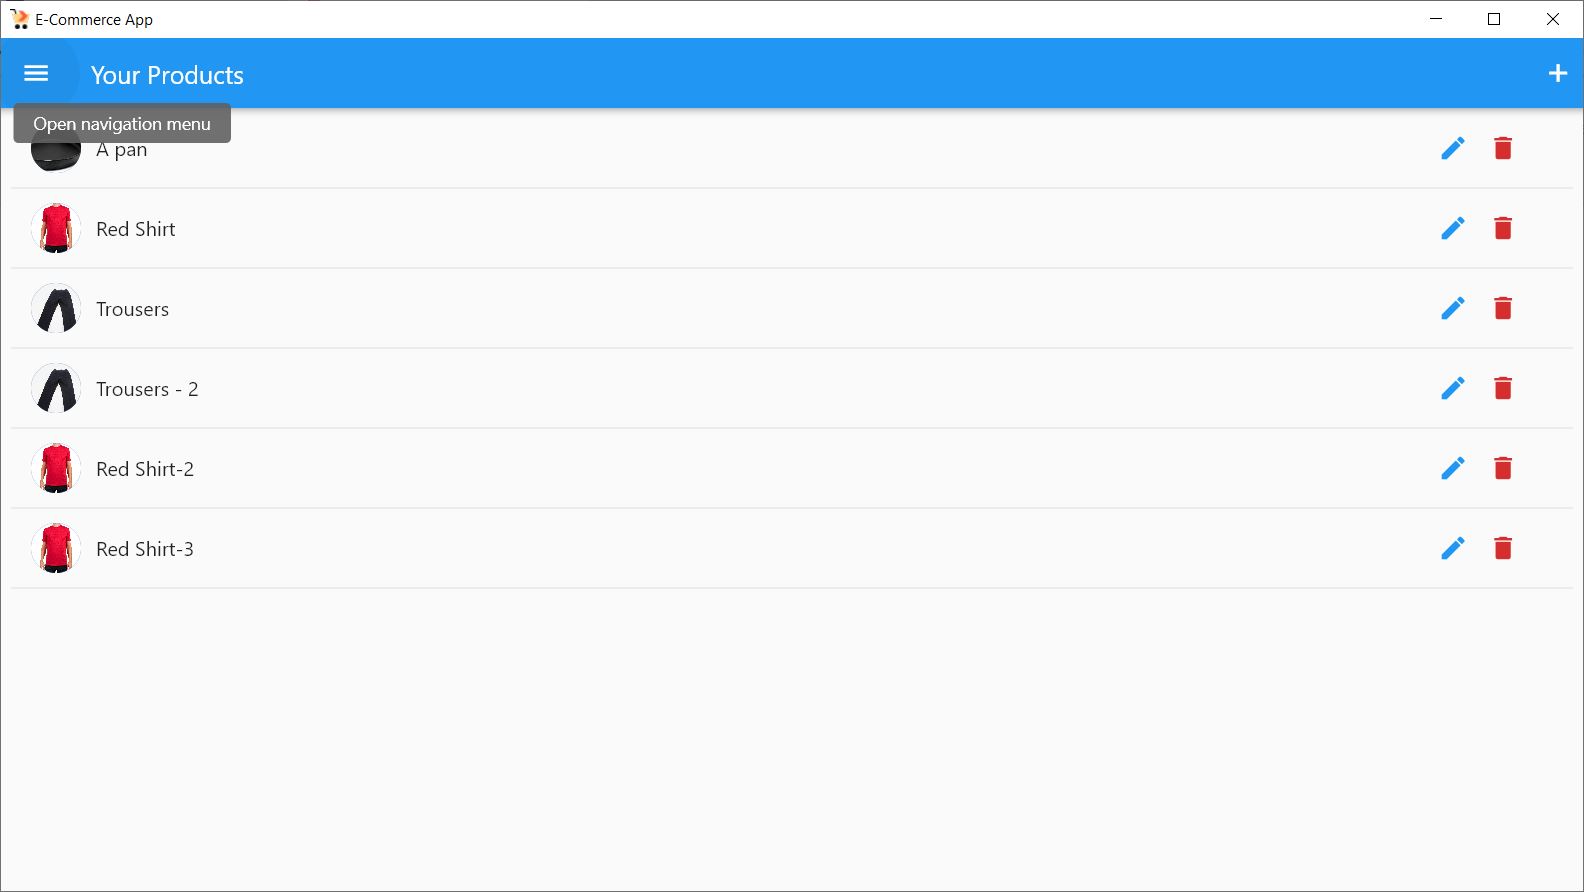 E-Commerce App
Your Products
Open navigation menu
A pan
Red Shirt
Trousers
Trousers - 2
Red Shirt-2
Red Shirt-3